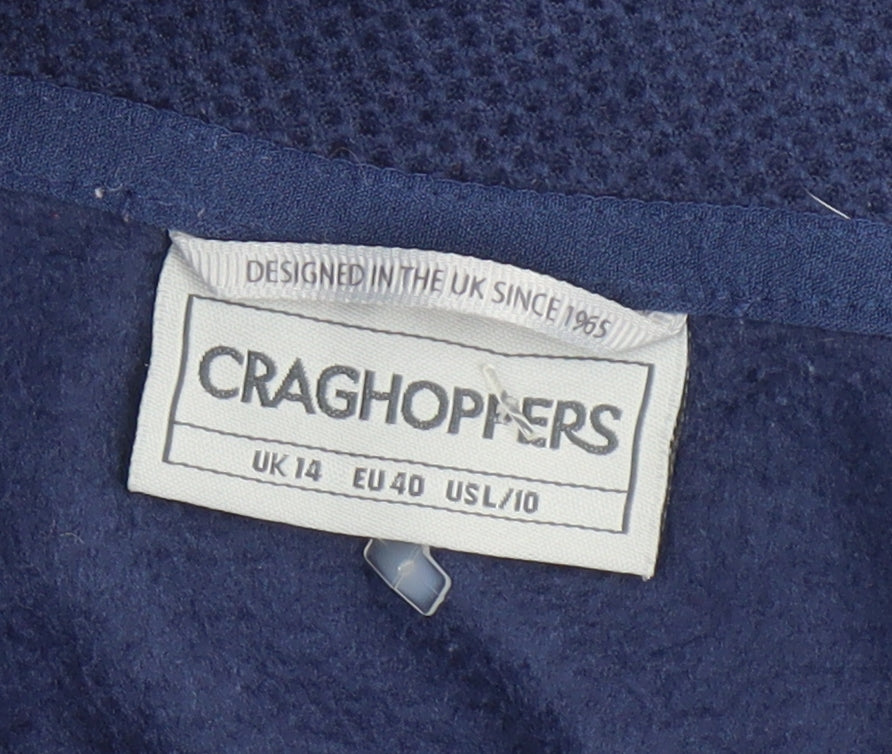 DESIGNED IN THE UK SINCE 1965
CRAGHOPPERS
UK 14 EU 40 US L/10